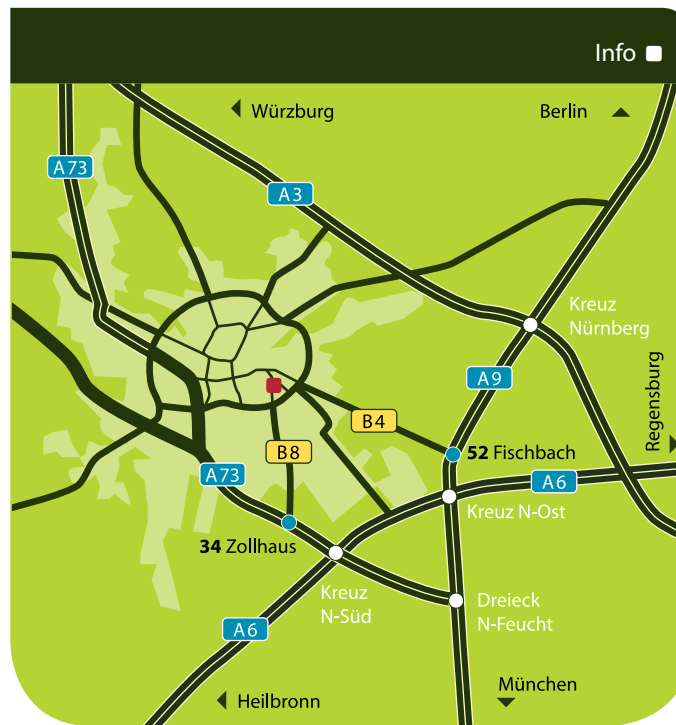 Info
Würzburg
Berlin
A73
A3
Kreuz
Nürnberg
A9
Regensburg
B4
B8
52 Fischbach
A73
A6
Kreuz N-Ost
34 Zollhaus
Kreuz
N-Süd
Dreieck
N-Feucht
A6
München
Heilbronn